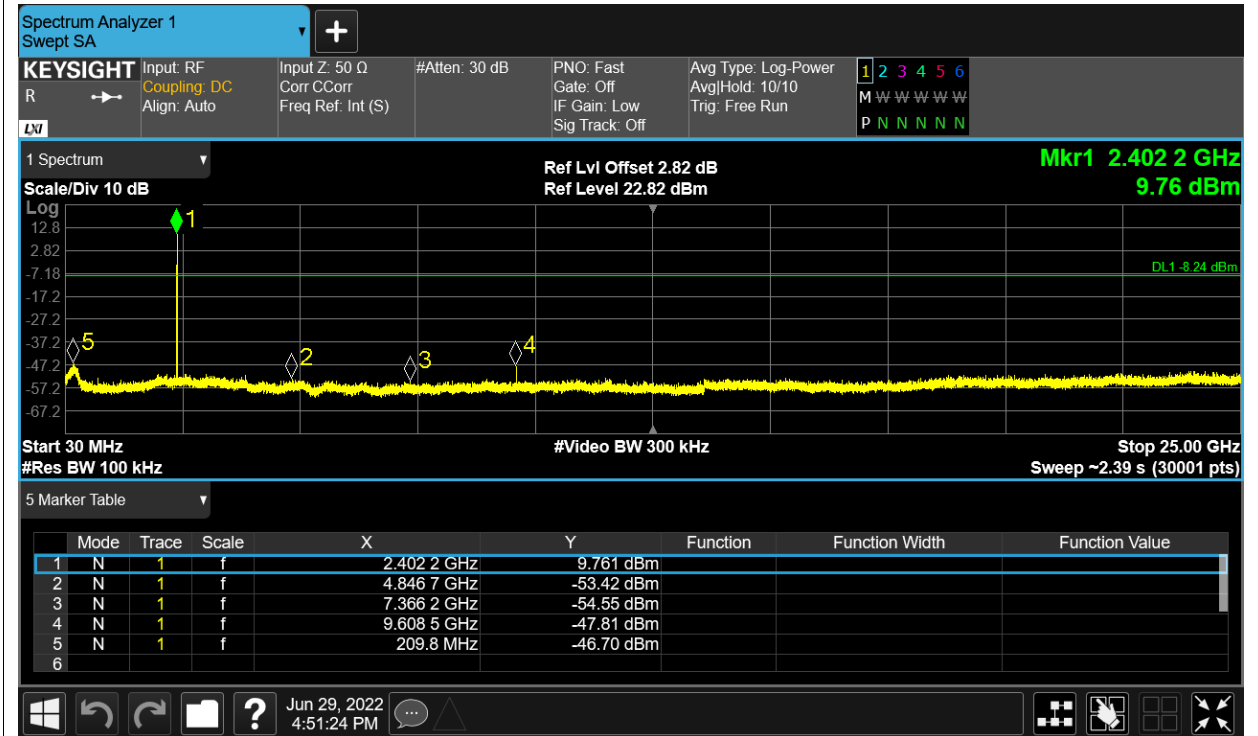 Spectrum Analyzer 1
Swept SA
KEYSIGHT
R
LXI
Input: RF
Coupling: DC
Align: Auto
Input Z: 50 Ω
Corr CCorr
Freq Ref: Int (S)
#Atten: 30 dB
PNO: Fast
Gate: Off
IF Gain: Low
Sig Track: Off
Avg Type: Log-Power
Avg|Hold: 10/10
Trig: Free Run
1 2 3 4 5 6
M W W W W W
P N N N N N
1 Spectrum
Scale/Div 10 dB
Ref Lvl Offset 2.82 dB
Ref Level 22.82 dBm
Mkr1 2.402 2 GHz
9.76 dBm
Log
12.8
2.82
-7.18
-17.2
-27.2
-37.2
-47.2
-57.2
-67.2
1
DL1 -8.24 dBm
5
2
3
4
Start 30 MHz
#Video BW 300 kHz
Stop 25.00 GHz
#Res BW 100 kHz
Sweep ~2.39 s (30001 pts)
5 Marker Table
Mode Trace Scale X Y Function Function Width Function Value
1 N 1 f 2.402 2 GHz 9.761 dBm
2 N 1 f 4.846 7 GHz -53.42 dBm
3 N 1 f 7.366 2 GHz -54.55 dBm
4 N 1 f 9.608 5 GHz -47.81 dBm
5 N 1 f 209.8 MHz -46.70 dBm
6
?
Jun 29, 2022
4:51:24 PM